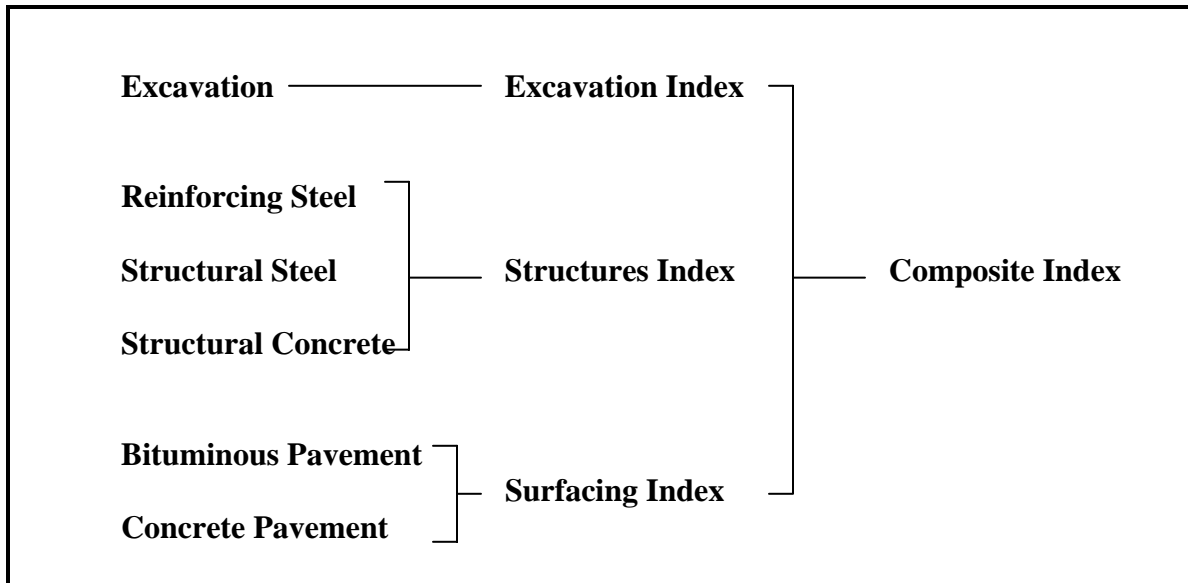 Excavation Excavation Index
Reinforcing Steel
Structural Steel Structures Index Composite Index
Structural Concrete
Bituminous Pavement
Surfacing Index
Concrete Pavement